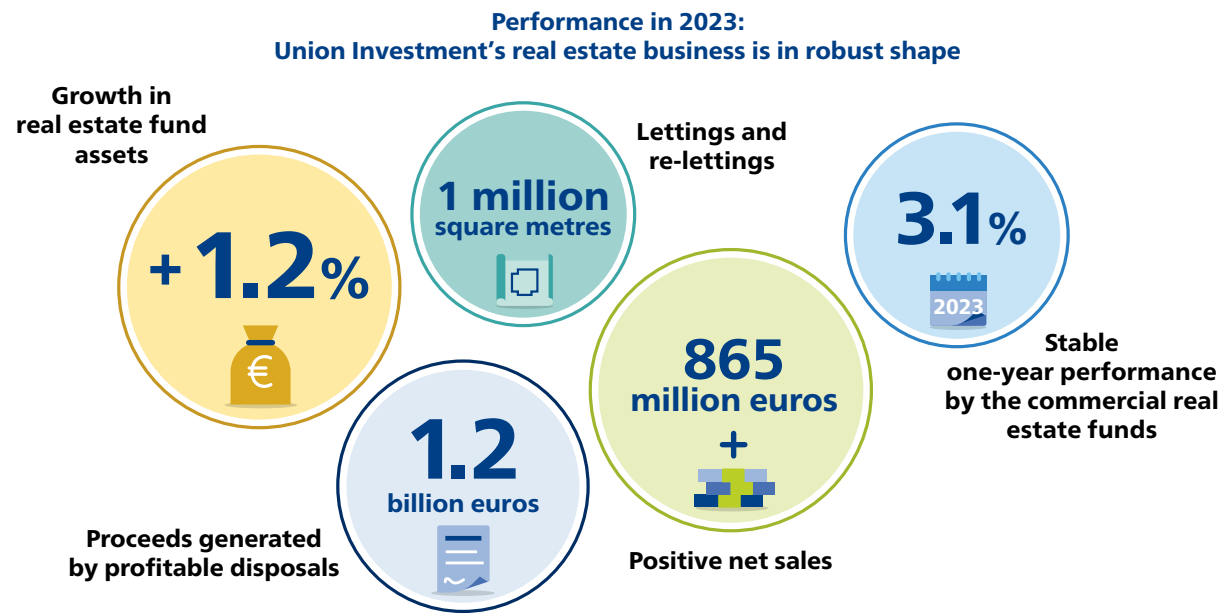 Performance in 2023:
Union Investment’s real estate business is in robust shape
Growth in
real estate fund
assets
+ 1.2%
€
1 million
square metres
Lettings and
re-lettings
3.1%
2023
Stable
one-year performance
by the commercial real
estate funds
1.2
billion euros
Proceeds generated
by profitable disposals
865
million euros
+
Positive net sales